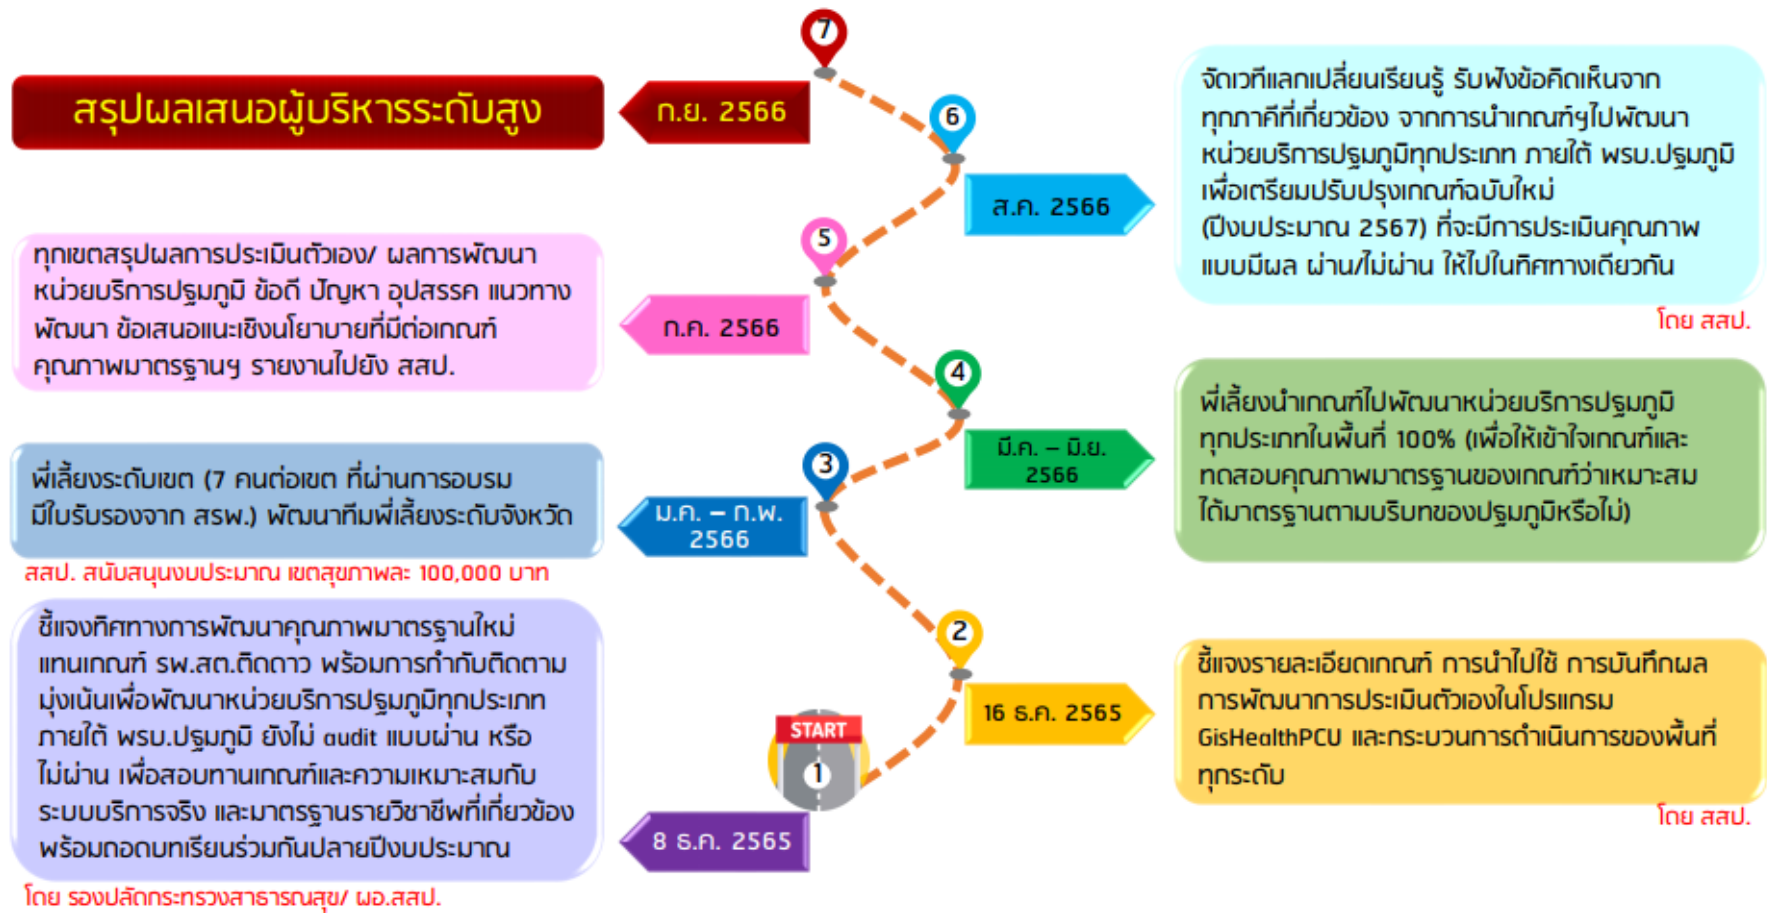 7
สรุปผลเสนอผู้บริหารระดับสูง
ก.ย. 2566
6
ส.ค. 2566
จัดเวทีแลกเปลี่ยนเรียนรู้ รับฟังข้อคิดเห็นจาก
ทุกภาคีที่เกี่ยวข้อง จากการนำเกณฑ์ฯไปพัฒนา
หน่วยบริการปฐมภูมิทุกประเภท ภายใต้ พรบ.ปฐมภูมิ
เพื่อเตรียมปรับปรุงเกณฑ์ฉบับใหม่
(ปีงบประมาณ 2567) ที่จะมีการประเมินคุณภาพ
แบบมีผล ผ่าน/ไม่ผ่าน ให้ไปในทิศทางเดียวกัน
โดย สสป.
5
ทุกเขตสรุปผลการประเมินตัวเอง/ ผลการพัฒนา
หน่วยบริการปฐมภูมิ ข้อดี ปัญหา อุปสรรค แนวทาง
พัฒนา ข้อเสนอแนะเชิงนโยาบายที่มีต่อเกณฑ์
คุณภาพมาตรฐานฯ รายงานไปยัง สสป.
ก.ค. 2566
4
มี.ค. – มิ.ย.
2566
พี่เลี้ยงนำเกณฑ์ไปพัฒนาหน่วยบริการปฐมภูมิ
ทุกประเภทในพื้นที่ 100% (เพื่อให้เข้าใจเกณฑ์และ
ทดสอบคุณภาพมาตรฐานของเกณฑ์ว่าเหมาะสม
ได้มาตรฐานตามบริบทของปฐมภูมิหรือไม่)
3
พี่เลี้ยงระดับเขต (7 คนต่อเขต ที่ผ่านการอบรม
มีใบรับรองจาก สรพ.) พัฒนาทีมพี่เลี้ยงระดับจังหวัด
ม.ค. – ก.พ.
2566
สสป. สนับสนุนงบประมาณ เขตสุขภาพละ 100,000 บาท
2
16 ธ.ค. 2565
ชี้แจงรายละเอียดเกณฑ์ การนำไปใช้ การบันทึกผล
การพัฒนาการประเมินตัวเองในโปรแกรม
GisHealthPCU และกระบวนการดำเนินการของพื้นที่
ทุกระดับ
โดย สสป.
START
1
8 ธ.ค. 2565
ชี้แจงทิศทางการพัฒนาคุณภาพมาตรฐานใหม่
แทนเกณฑ์ รพ.สต.ติดดาว พร้อมการกำกับติดตาม
มุ่งเน้นเพื่อพัฒนาหน่วยบริการปฐมภูมิทุกประเภท
ภายใต้ พรบ.ปฐมภูมิ ยังไม่ audit แบบผ่าน หรือ
ไม่ผ่าน เพื่อสอบทานเกณฑ์และความเหมาะสมกับ
ระบบบริการจริง และมาตรฐานรายวิชาชีพที่เกี่ยวข้อง
พร้อมถอดบทเรียนร่วมกันปลายปีงบประมาณ
โดย รองปลัดกระทรวงสาธารณสุข/ ผอ.สสป.